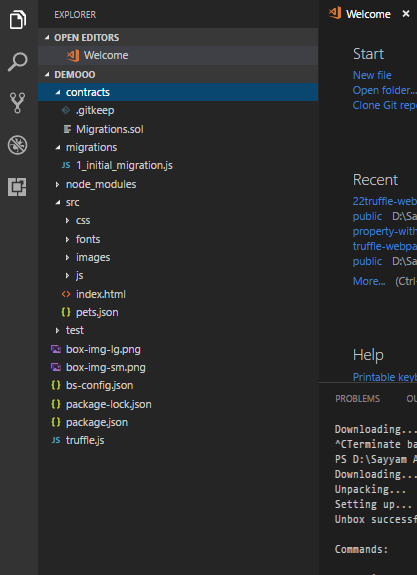 EXPLORER
OPEN EDITORS
Welcome
DEMOOO
contracts
.gitkeep
Migrations.sol
migrations
JS 1_initial_migration.js
node_modules
src
css
fonts
images
js
<> index.html
{} pets.json
test
box-img-lg.png
box-img-sm.png
{} bs-config.json
{} package-lock.json
{} package.json
JS truffle.js
Welcome ×
Start
New file
Open folder...
Clone Git repo
Recent
22truffle-web
public D:\Sa
property-with
truffle-webpa
public D:\Sa
More... (Ctrl
Help
Printable keyb
PROBLEMS OU
Downloading...
^CTerminate ba
PS D:\Sayyam A
Downloading...
Unpacking...
Setting up...
Unbox successf
Commands: